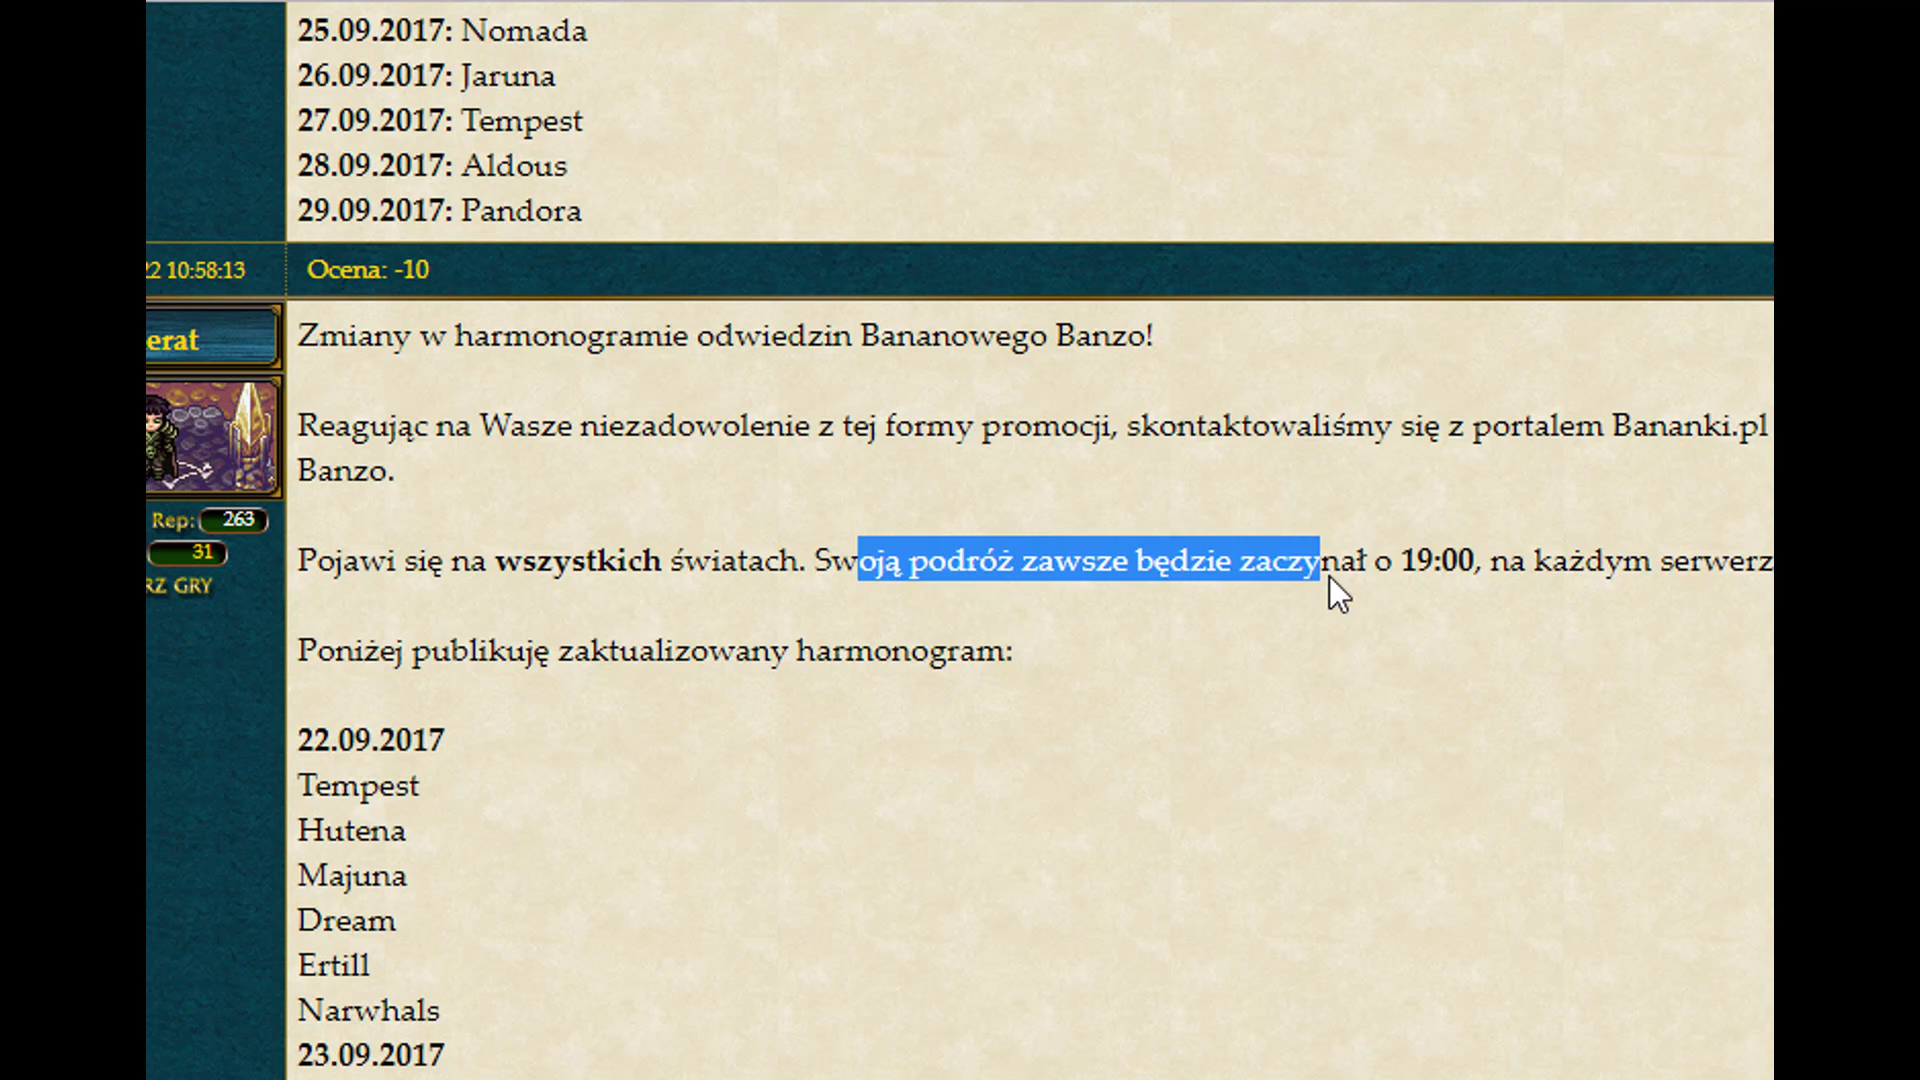 25.09.2017: Nomada
26.09.2017: Jaruna
27.09.2017: Tempest
28.09.2017: Aldous
29.09.2017: Pandora
22 10:58:13 Ocena: -10
erat
Zmiany w harmonogramie odwiedzin Bananowego Banzo!
Reagując na Wasze niezadowolenie z tej formy promocji, skontaktowaliśmy się z portalem Bananki.pl
Banzo.
Rep: 263
31
RZ GRY
Pojawi się na wszystkich światach. Swoją podróż zawsze będzie zaczynał o 19:00, na każdym serwerz
Poniżej publikuję zaktualizowany harmonogram:
22.09.2017
Tempest
Hutena
Majuna
Dream
Ertill
Narwhals
23.09.2017